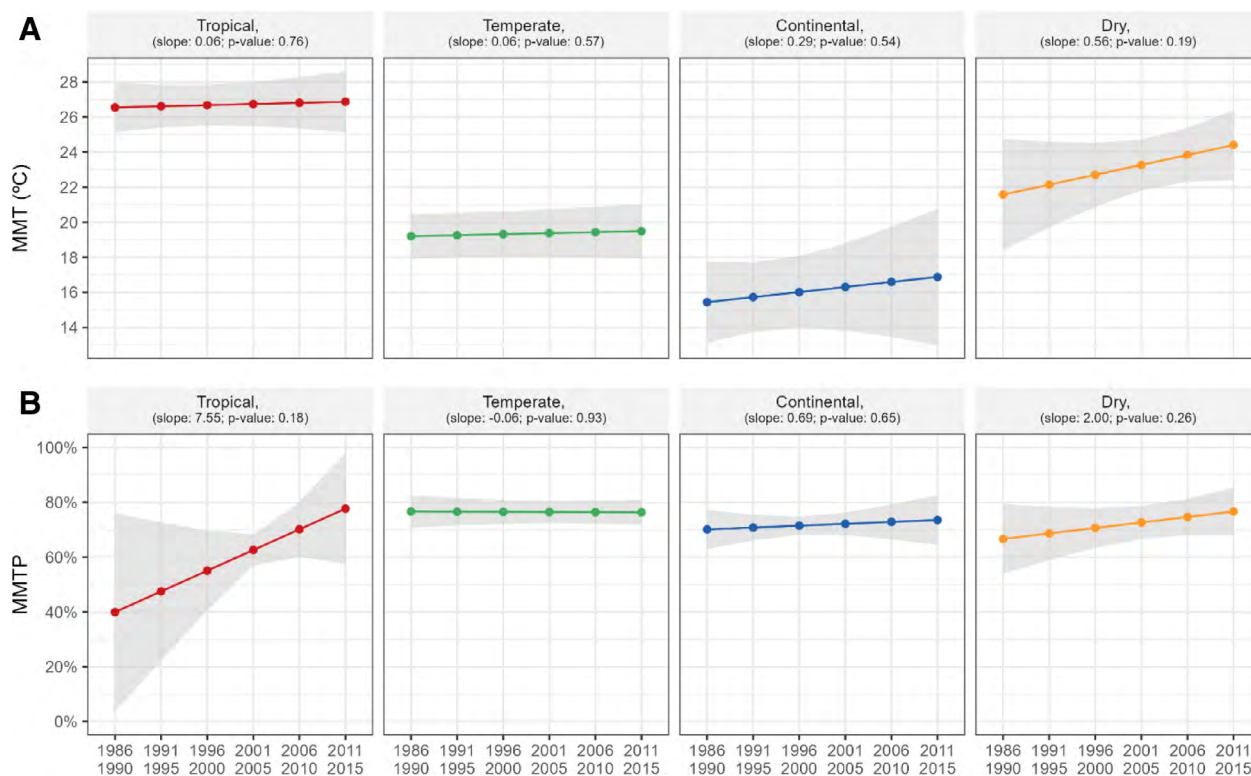 A
Tropical,
(slope: 0.06; p-value: 0.76)
Temperate,
(slope: 0.06; p-value: 0.57)
Continental,
(slope: 0.29; p-value: 0.54)
Dry,
(slope: 0.56; p-value: 0.19)
MMT (ºC)
28
26
24
22
20
18
16
14
B
Tropical,
(slope: 7.55; p-value: 0.18)
Temperate,
(slope: -0.06; p-value: 0.93)
Continental,
(slope: 0.69; p-value: 0.65)
Dry,
(slope: 2.00; p-value: 0.26)
MMTP
100%
80%
60%
40%
20%
0%
1986 1991 1996 2001 2006 2011
1990 1995 2000 2005 2010 2015
1986 1991 1996 2001 2006 2011
1990 1995 2000 2005 2010 2015
1986 1991 1996 2001 2006 2011
1990 1995 2000 2005 2010 2015
1986 1991 1996 2001 2006 2011
1990 1995 2000 2005 2010 2015